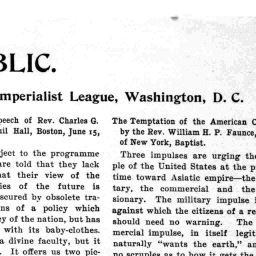 BLIC.
mperialist League, Washington, D. C.
peech of Rev. Charles G.
Hall, Boston, June 15,
ject to the programme
are told that they lack
hat their view of the
ies of the future is
scured by obsolete tra-
ns of a policy which
y of the nation, but has
with its baby-clothes.
a divine faculty, but it
It offers us two pic-
The Temptation of the American C
by the Rev. William H. P. Faunce,
of New York, Baptist.
Three impulses are urging the
ple of the United States at the p
time toward Asiatic empire—the
tary, the commercial and the
sionary. The military impulse i
against which the citizens of a re
should need no warning. The
mercial impulse, in itself legit
naturally "wants the earth," an
no scruples as to how it gets the